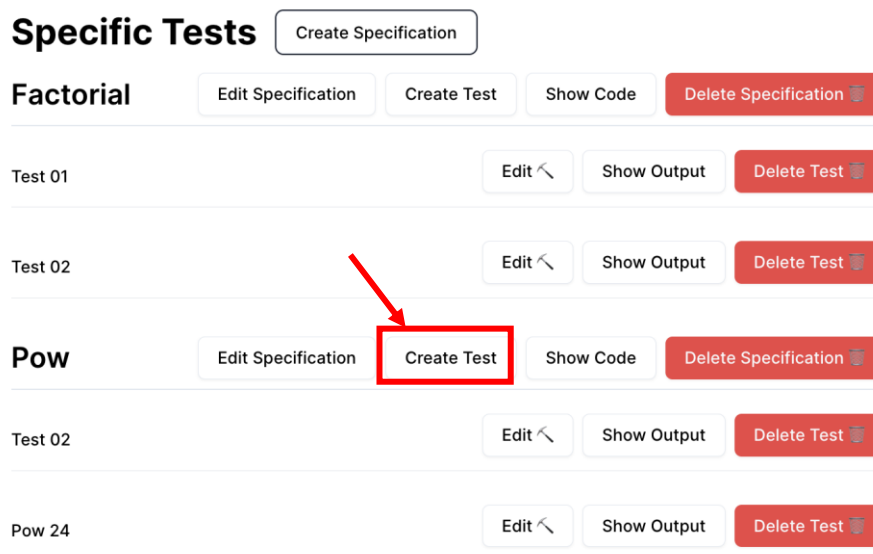 Specific Tests Create Specification
Factorial Edit Specification Create Test Show Code Delete Specification
Test 01 Edit Show Output Delete Test
Test 02 Edit Show Output Delete Test
Pow Edit Specification Create Test Show Code Delete Specification
Test 02 Edit Show Output Delete Test
Pow 24 Edit Show Output Delete Test